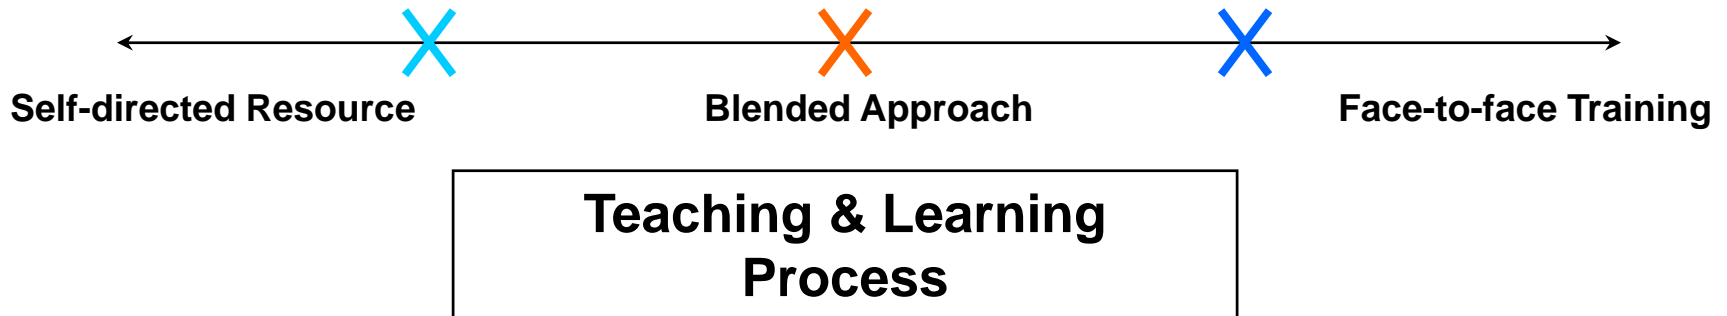 Self-directed Resource Blended Approach Face-to-face Training
Teaching & Learning
Process